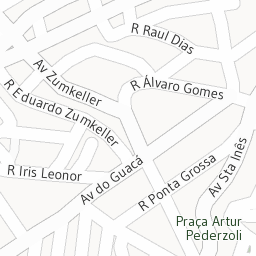 R Raul Dias
Av Zumkeller
R Álvaro Gomes
R Eduardo Zumkeller
R Iris Leonor
Av do Guacá
R Ponta Grossa
Av Sta Inês
Praça Artur
Pederzoli